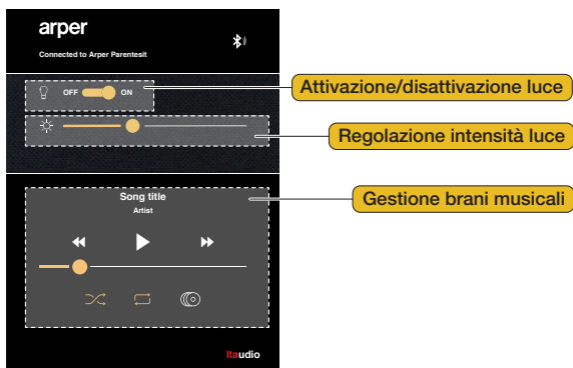 arper
Connected to Arper Parentesit
OFF ON
Attivazione/disattivazione luce
Regolazione intensità luce
Gestione brani musicali
Song title
Artist
itaudio